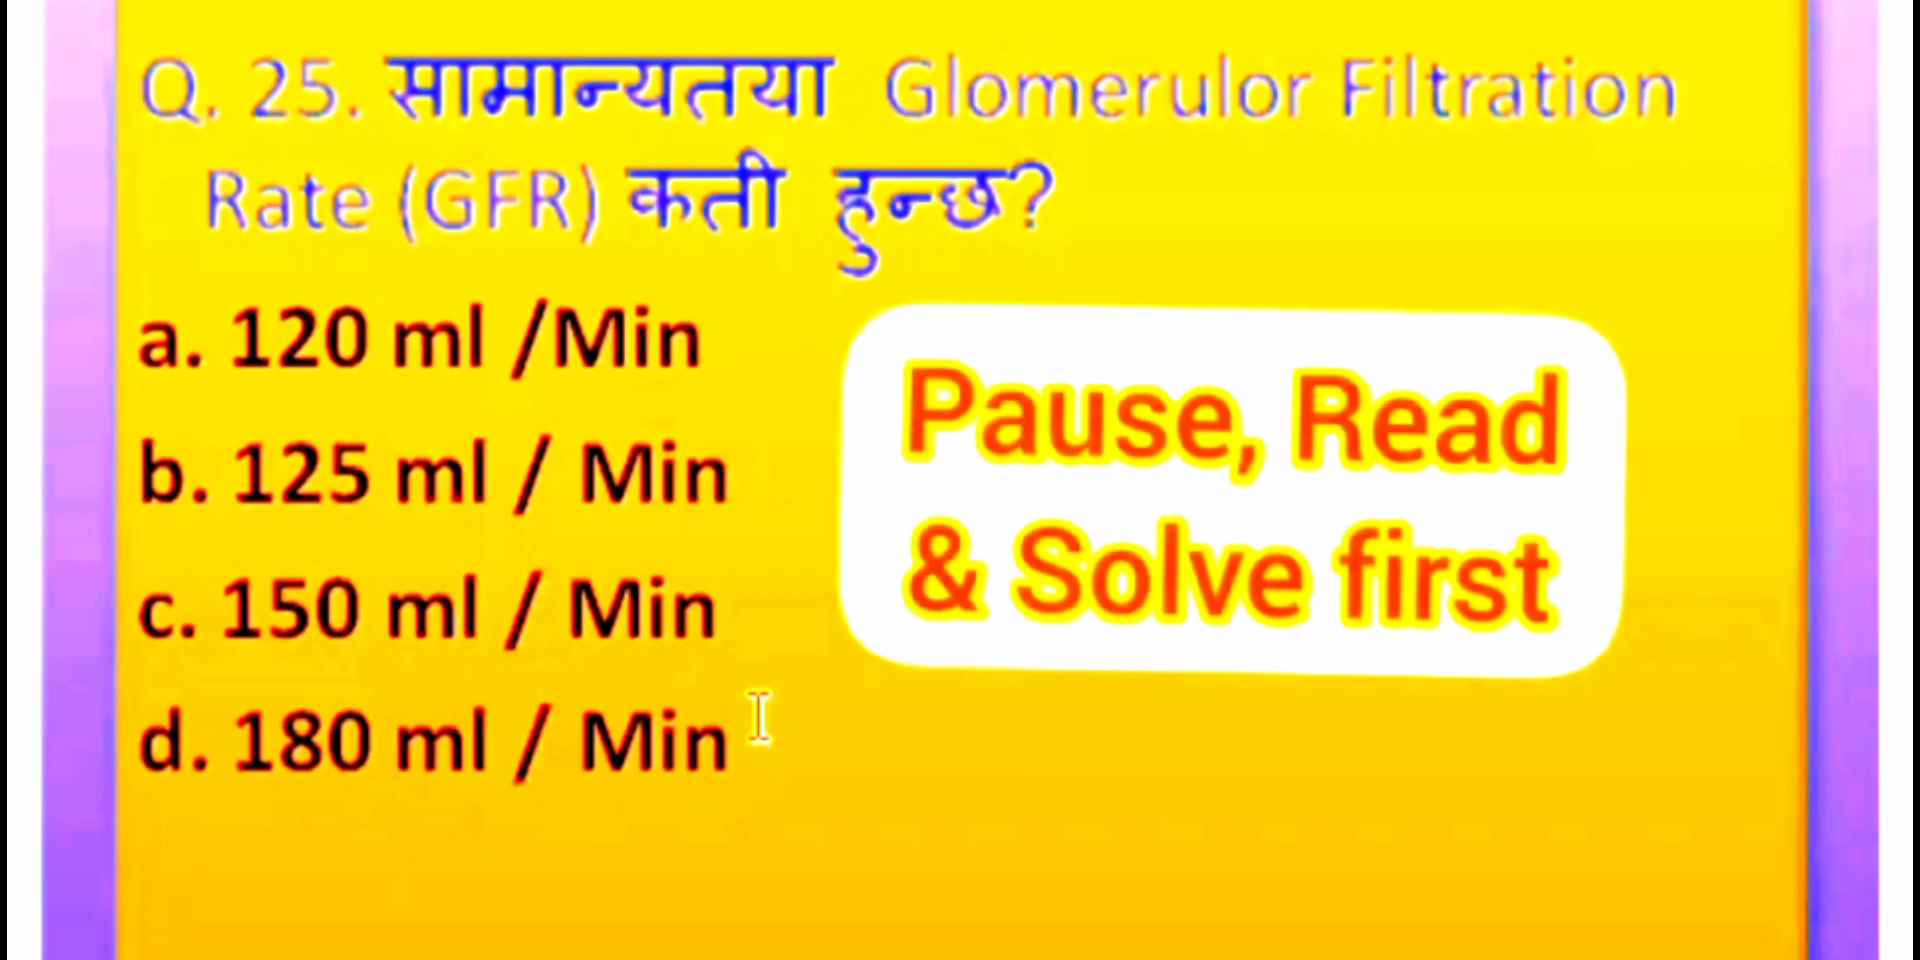 Q. 25. सामान्यतया Glomerulor Filtration
Rate (GFR) कती हुन्छ?
a. 120 ml /Min
b. 125 ml / Min
c. 150 ml / Min
d. 180 ml / Min
Pause, Read
& Solve first